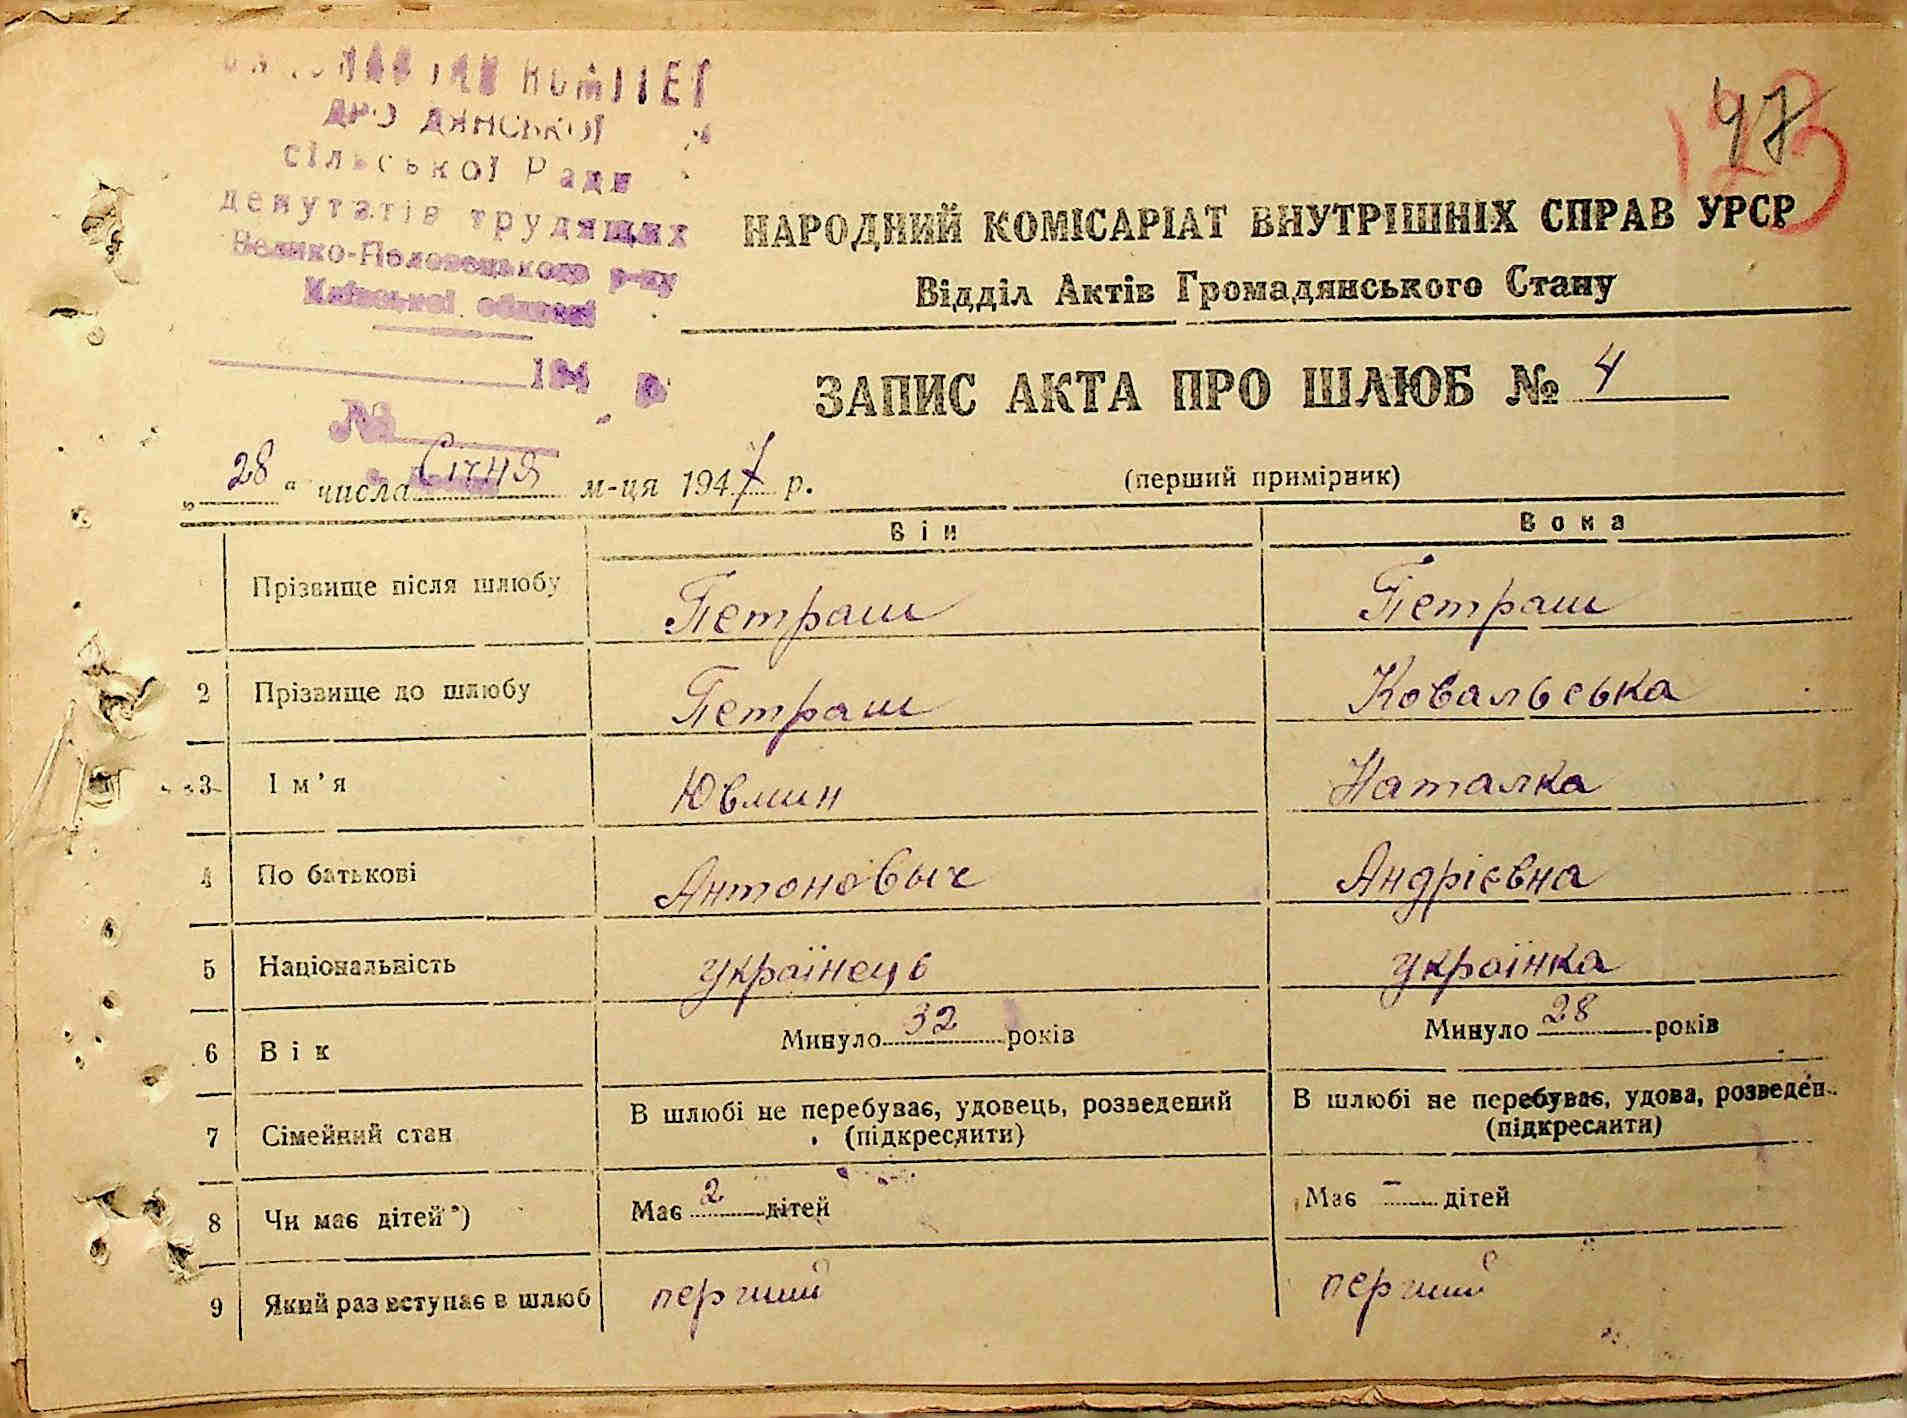 КОМІТЕТ
сільської Ради
депутатів трудящих
Велико-Половецького р-ну
Київської області
194 р.
№
47
123
НАРОДНИЙ КОМІСАРІАТ ВНУТРІШНІХ СПРАВ УРСР
Відділ Актів Громадянського Стану
ЗАПИС АКТА ПРО ШЛЮБ № 4
„ 28 " числа Січня м-ця 1947 р. (перший примірник)
Він Вона
Прізвище після шлюбу Петраш Петраш
2 Прізвище до шлюбу Петраш Ковальська
3 Ім'я Ювмин Наталка
4 По батькові Антоновыч Андрієвна
5 Національність українець українка
6 Вік Минуло 32 років Минуло 28 років
7 Сімейний стан В шлюбі не перебуває, удовець, розведений (підкреслити) В шлюбі не перебуває, удова, розведен. (підкреслити)
8 Чи має дітей*) Має 2 дітей Має – дітей
9 Який раз вступає в шлюб перший перший